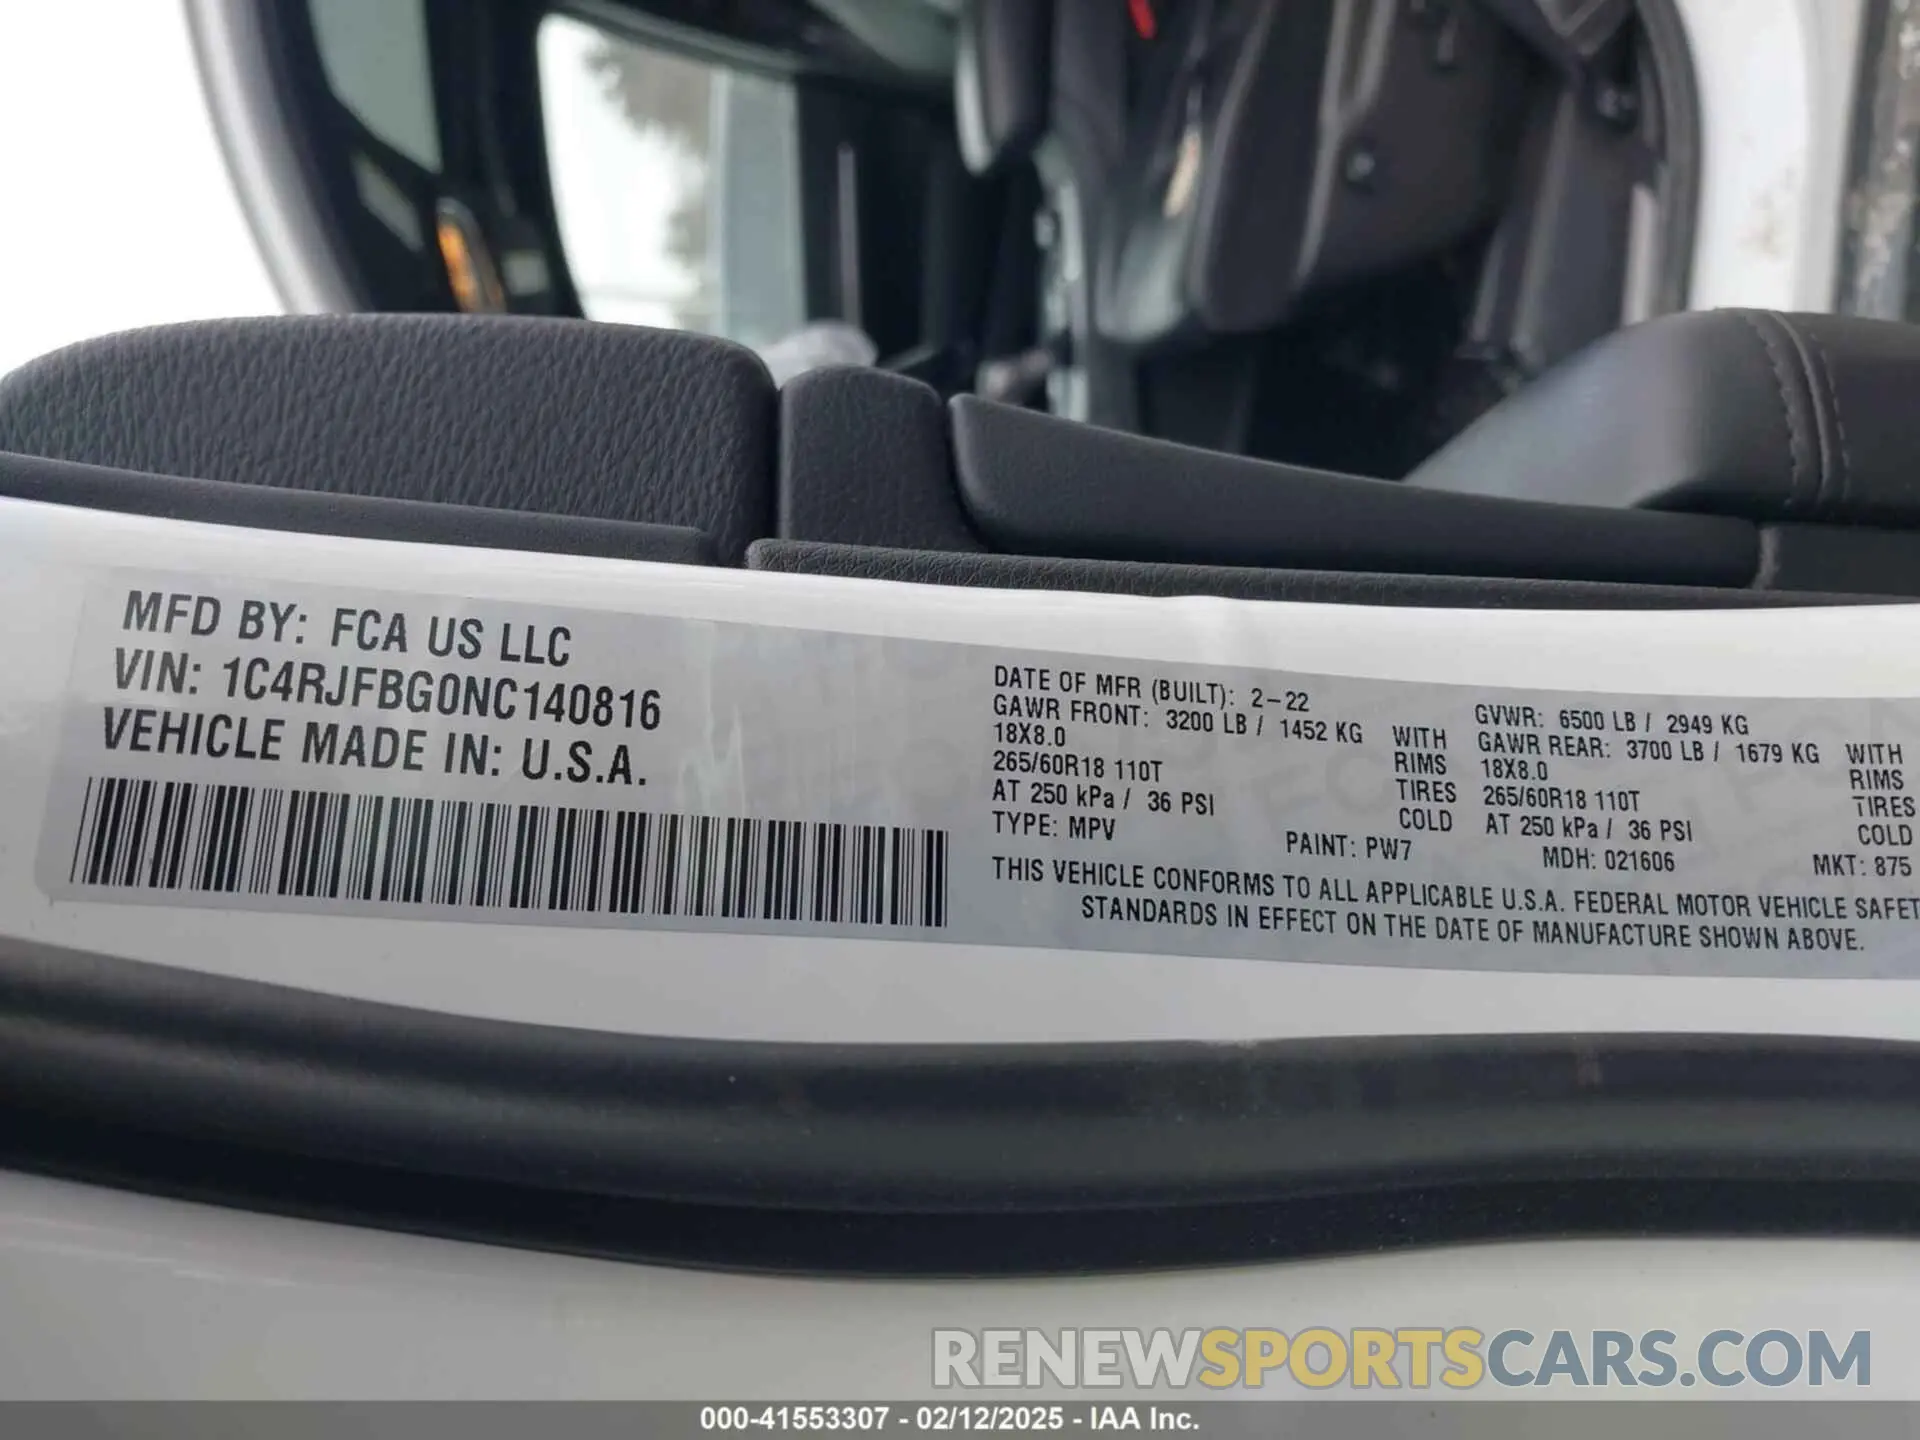 MFD BY: FCA US LLC
VIN: 1C4RJFBG0NC140816
VEHICLE MADE IN: U.S.A.
DATE OF MFR (BUILT): 2-22
GAWR FRONT: 3200 LB / 1452 KG WITH
18X8.0 RIMS
265/60R18 110T TIRES
AT 250 kPa / 36 PSI COLD
GVWR: 6500 LB / 2949 KG
GAWR REAR: 3700 LB / 1679 KG WITH
18X8.0 RIMS
265/60R18 110T TIRES
AT 250 kPa / 36 PSI COLD
TYPE: MPV PAINT: PW7 MDH: 021606 MKT: 875
THIS VEHICLE CONFORMS TO ALL APPLICABLE U.S.A. FEDERAL MOTOR VEHICLE SAFET
STANDARDS IN EFFECT ON THE DATE OF MANUFACTURE SHOWN ABOVE.
RENEWSPORTSCARS.COM
000-41553307 - 02/12/2025 - IAA Inc.